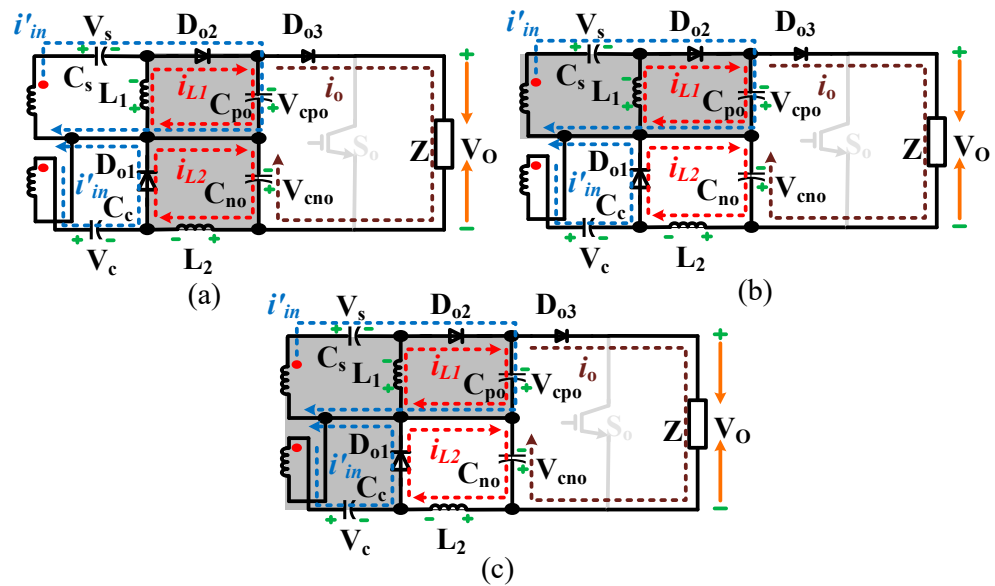 i'in Vs Do2 Do3
Cs L1 iL1 Cpo Vcpo io
So Z VO
Do1 i'in iL2 Cno Vcno
Cc
Vc L2
(a)
i'in Vs Do2 Do3
Cs L1 iL1 Cpo Vcpo io
So Z VO
Do1 i'in iL2 Cno Vcno
Cc
Vc L2
(b)
i'in Vs Do2 Do3
Cs L1 iL1 Cpo Vcpo io
So Z VO
Do1 i'in iL2 Cno Vcno
Cc
Vc L2
(c)